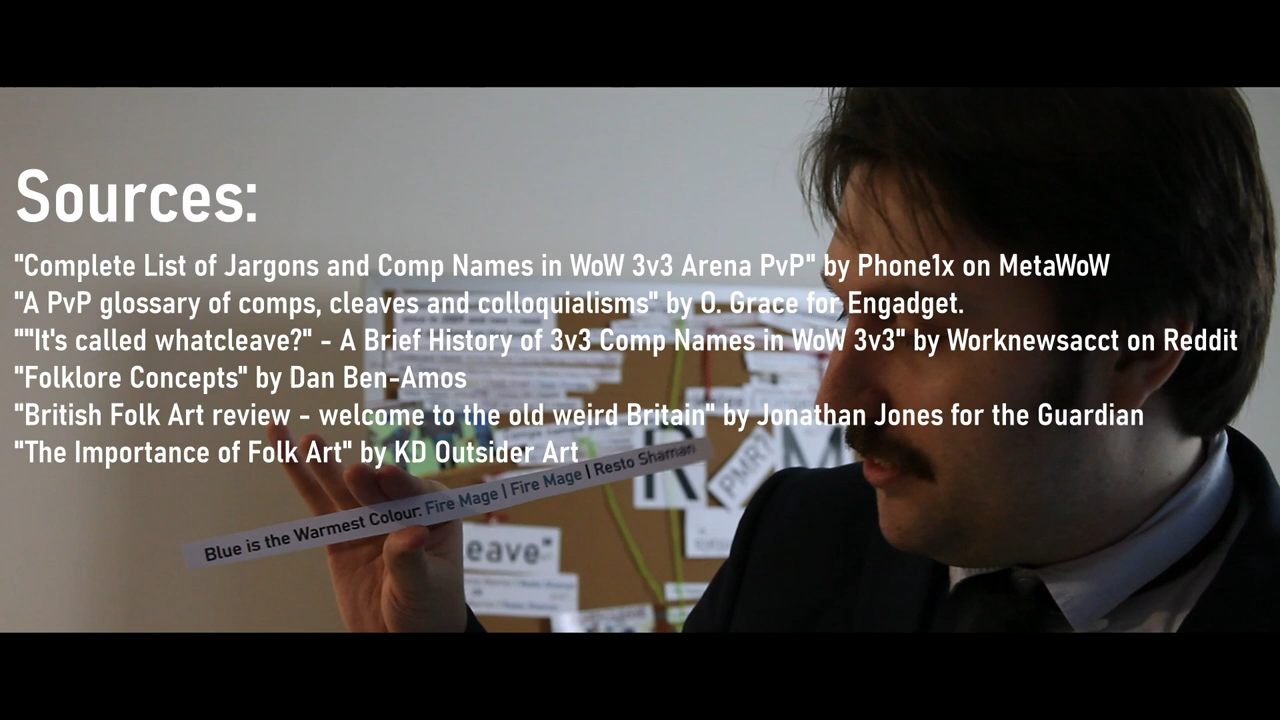 Sources:
"Complete List of Jargons and Comp Names in WoW 3v3 Arena PvP" by Phone1x on MetaWoW
"A PvP glossary of comps, cleaves and colloquialisms" by O. Grace for Engadget.
""It's called whatcleave?" - A Brief History of 3v3 Comp Names in WoW 3v3" by Worknewsacct on Reddit
"Folklore Concepts" by Dan Ben-Amos
"British Folk Art review - welcome to the old weird Britain" by Jonathan Jones for the Guardian
"The Importance of Folk Art" by KD Outsider Art
Blue is the Warmest Colour: Fire Mage | Fire Mage | Resto Shaman
R M
PMR?
eave"